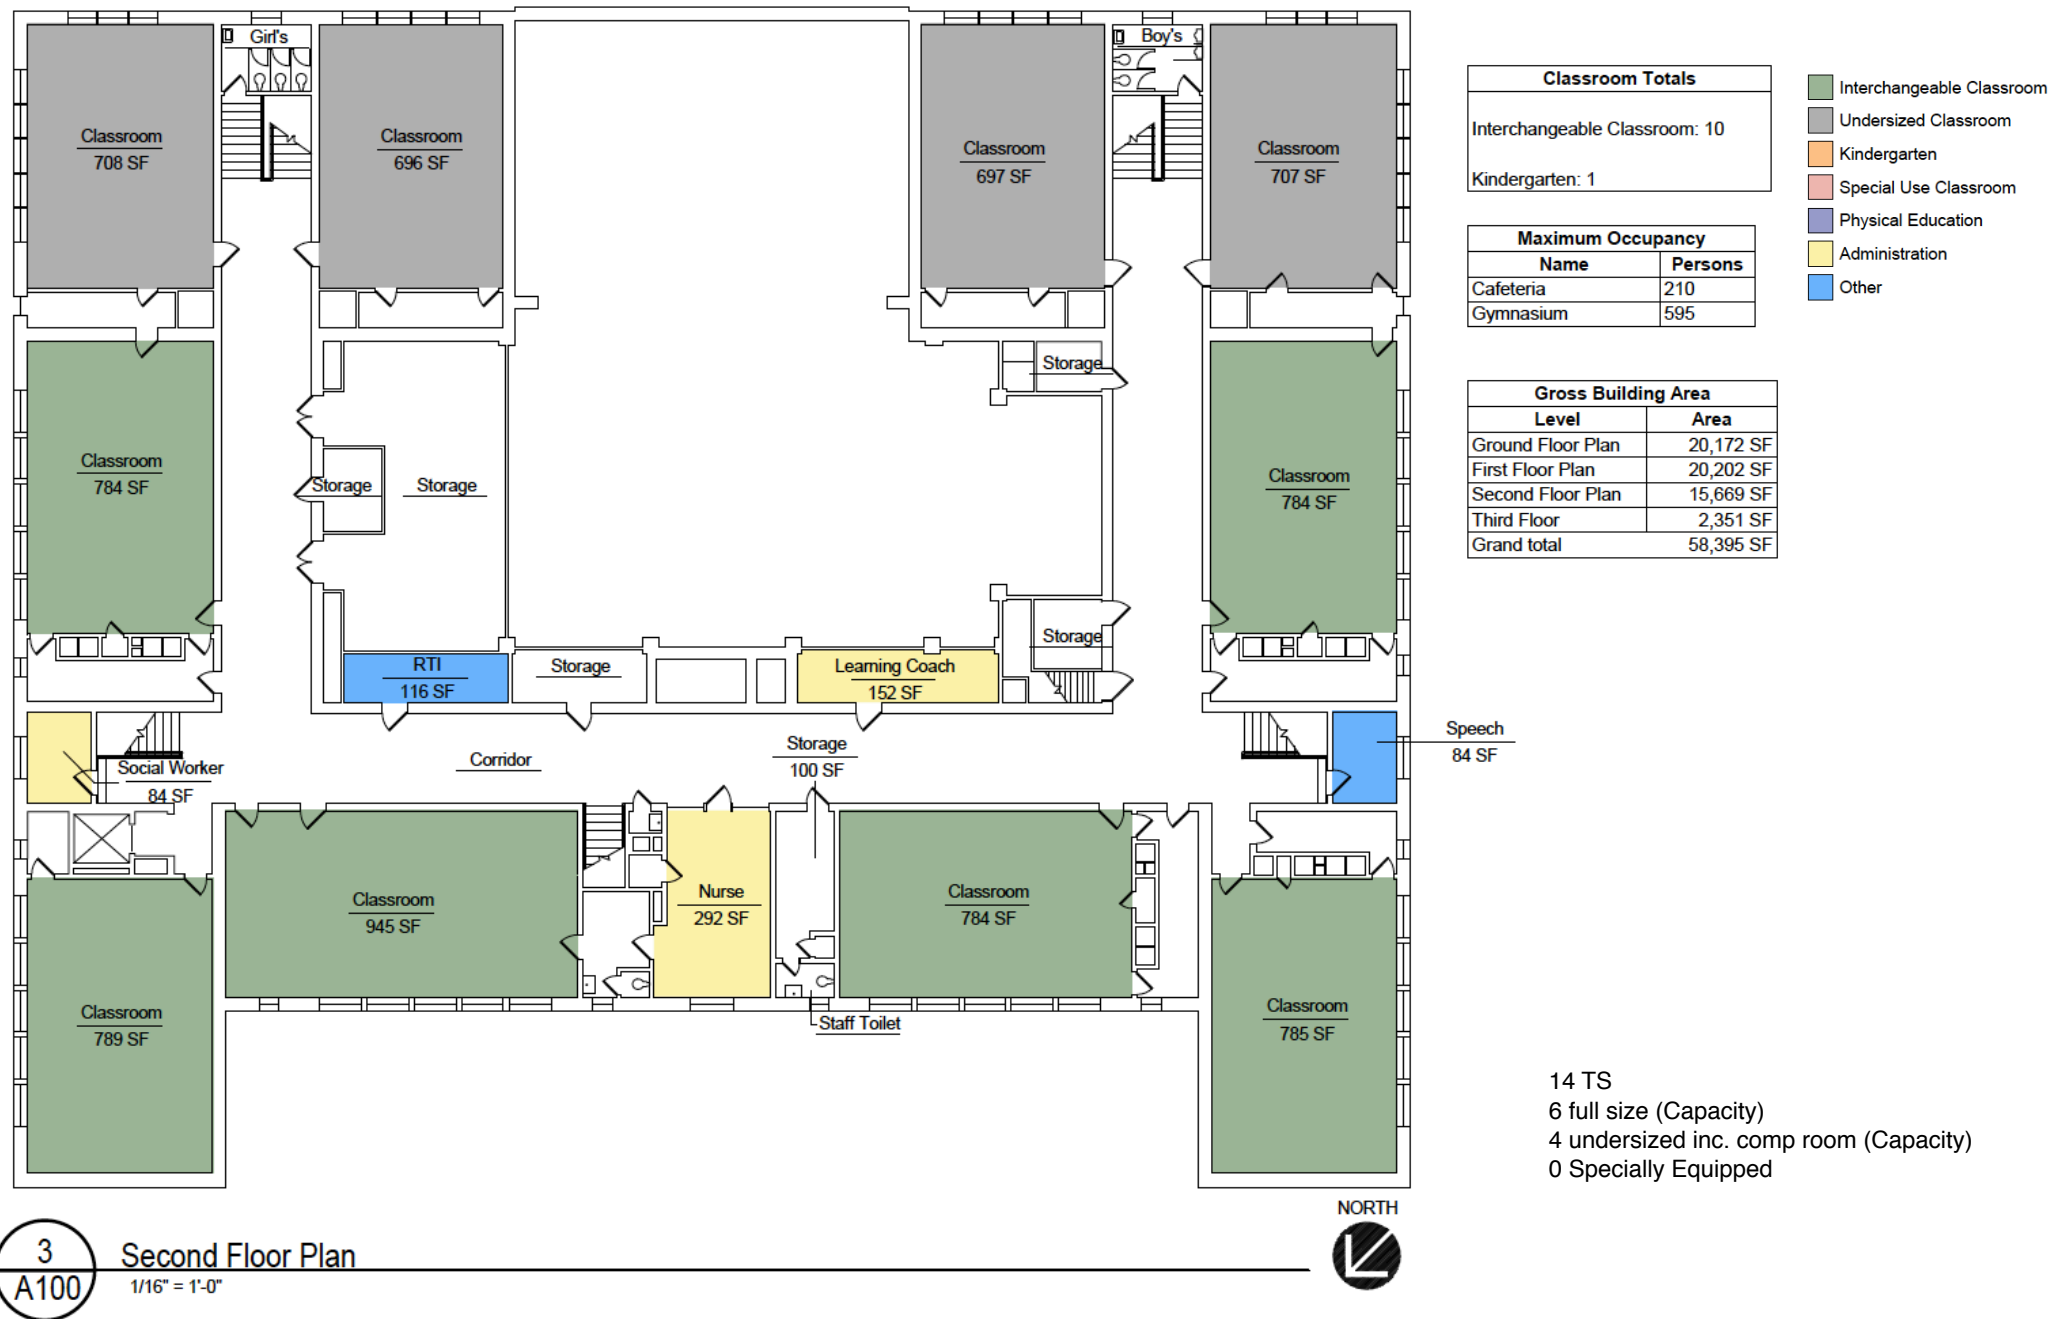 Girl's
Boy's
Classroom
708 SF
Classroom
696 SF
Classroom
697 SF
Classroom
707 SF
Classroom Totals
Interchangeable Classroom: 10
Kindergarten: 1
Interchangeable Classroom
Undersized Classroom
Kindergarten
Special Use Classroom
Physical Education
Administration
Other
Maximum Occupancy
Name Persons
Cafeteria 210
Gymnasium 595
Gross Building Area
Level Area
Ground Floor Plan 20,172 SF
First Floor Plan 20,202 SF
Second Floor Plan 15,669 SF
Third Floor 2,351 SF
Grand total 58,395 SF
Storage
Classroom
784 SF
Storage
Storage
Classroom
784 SF
Storage
RTI
116 SF
Storage
Learning Coach
152 SF
Social Worker
84 SF
Corridor
Storage
100 SF
Speech
84 SF
Classroom
945 SF
Nurse
292 SF
Classroom
784 SF
Classroom
789 SF
Staff Toilet
Classroom
785 SF
14 TS
6 full size (Capacity)
4 undersized inc. comp room (Capacity)
0 Specially Equipped
NORTH
3
A100
Second Floor Plan
1/16" = 1'-0"